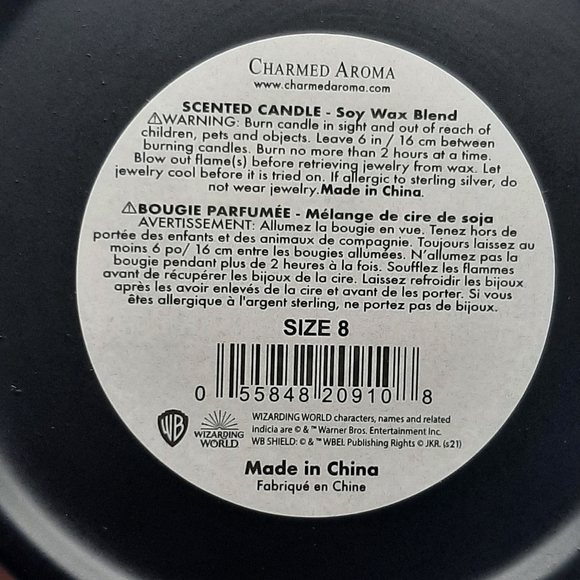 CHARMED AROMA
www.charmedaroma.com
SCENTED CANDLE - Soy Wax Blend
⚠WARNING: Burn candle in sight and out of reach of
children, pets and objects. Leave 6 in / 16 cm between
burning candles. Burn no more than 2 hours at a time.
Blow out flame(s) before retrieving jewelry from wax. Let
jewelry cool before it is tried on. If allergic to sterling silver, do
not wear jewelry.Made in China.
⚠BOUGIE PARFUMÉE - Mélange de cire de soja
AVERTISSEMENT: Allumez la bougie en vue. Tenez hors de
portée des enfants et des animaux de compagnie. Toujours laissez au
moins 6 po/ 16 cm entre les bougies allumées. N'allumez pas la
bougie pendant plus de 2 heures à la fois. Soufflez les flammes
avant de récupérer les bijoux de la cire. Laissez refroidir les bijoux
après les avoir enlevés de la cire et avant de les porter. Si vous
êtes allergique à l'argent sterling, ne portez pas de bijoux.
SIZE 8
0 55848 20910 8
WB
WIZARDING
WORLD
WIZARDING WORLD characters, names and related
indicia are © & ™ Warner Bros. Entertainment Inc.
WB SHIELD: © & ™ WBEI. Publishing Rights © JKR. (s21)
Made in China
Fabriqué en Chine